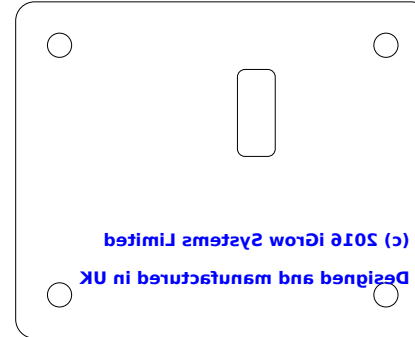 (c) 2016 iGrow Systems Limited
Designed and manufactured in UK